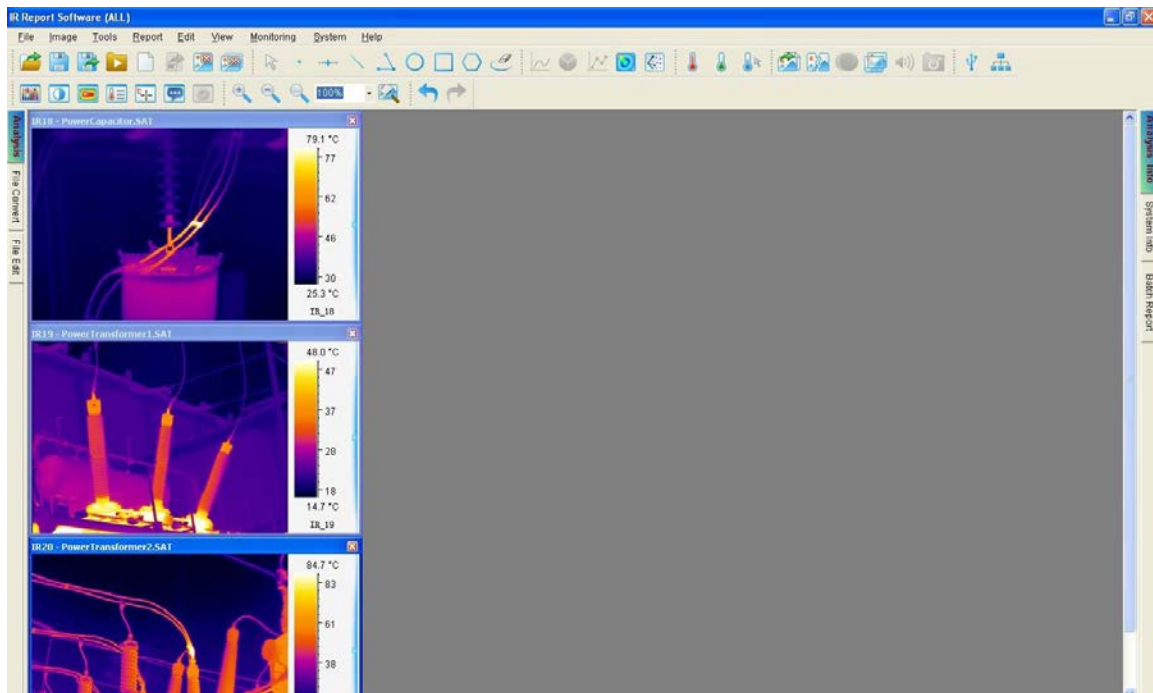 IR Report Software (ALL)
File Image Tools Report Edit View Monitoring System Help
100%
Analysis
File Convert
File Edit
IR18 - PowerCapacitor.SAT
79.1 °C
77
62
46
30
25.3 °C
IR_18
IR19 - PowerTransformer1.SAT
48.0 °C
47
37
28
18
14.7 °C
IR_19
IR20 - PowerTransformer2.SAT
84.7 °C
83
61
38
Analysis Info
System Info
Batch Report